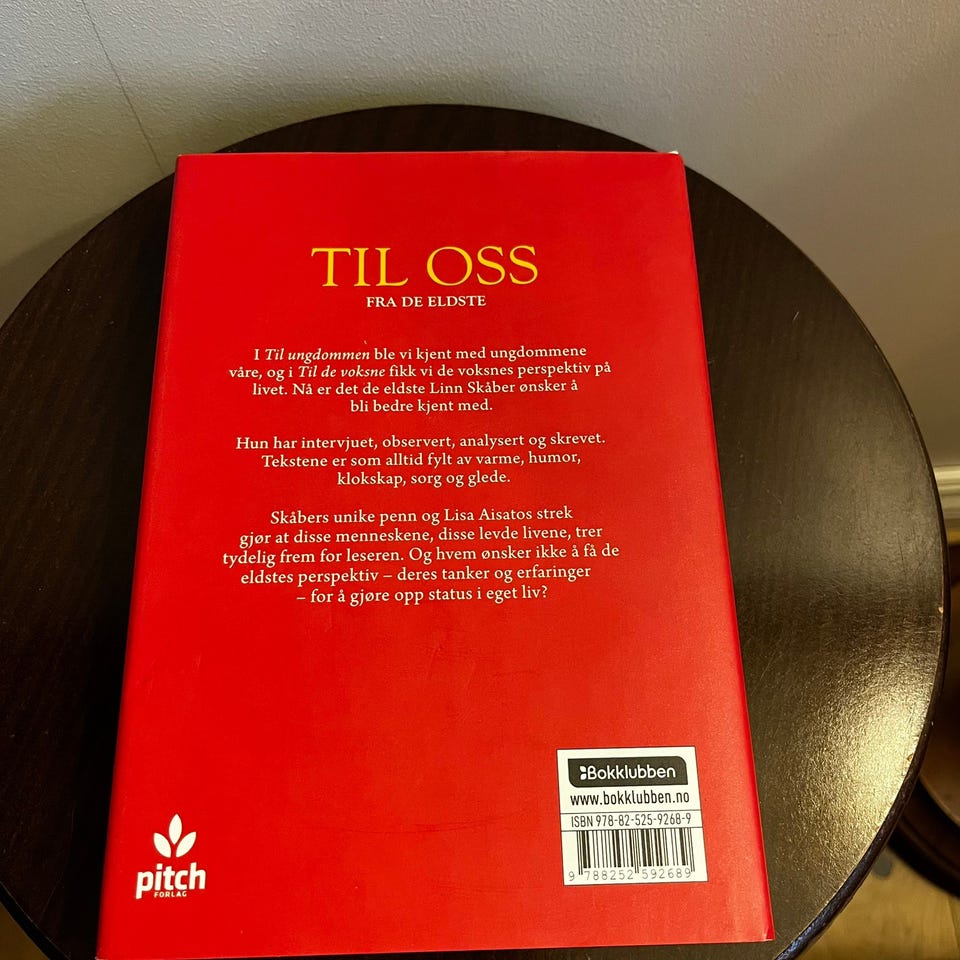 TIL OSS
FRA DE ELDSTE
I Til ungdommen ble vi kjent med ungdommene
våre, og i Til de voksne fikk vi de voksnes perspektiv på
livet. Nå er det de eldste Linn Skåber ønsker å
bli bedre kjent med.
Hun har intervjuet, observert, analysert og skrevet.
Tekstene er som alltid fylt av varme, humor,
klokskap, sorg og glede.
Skåbers unike penn og Lisa Aisatos strek
gjør at disse menneskene, disse levde livene, trer
tydelig frem for leseren. Og hvem ønsker ikke å få de
eldstes perspektiv – deres tanker og erfaringer
– for å gjøre opp status i eget liv?
Bokklubben
www.bokklubben.no
ISBN 978-82-525-9268-9
9 788252 592689
pitch
FORLAG